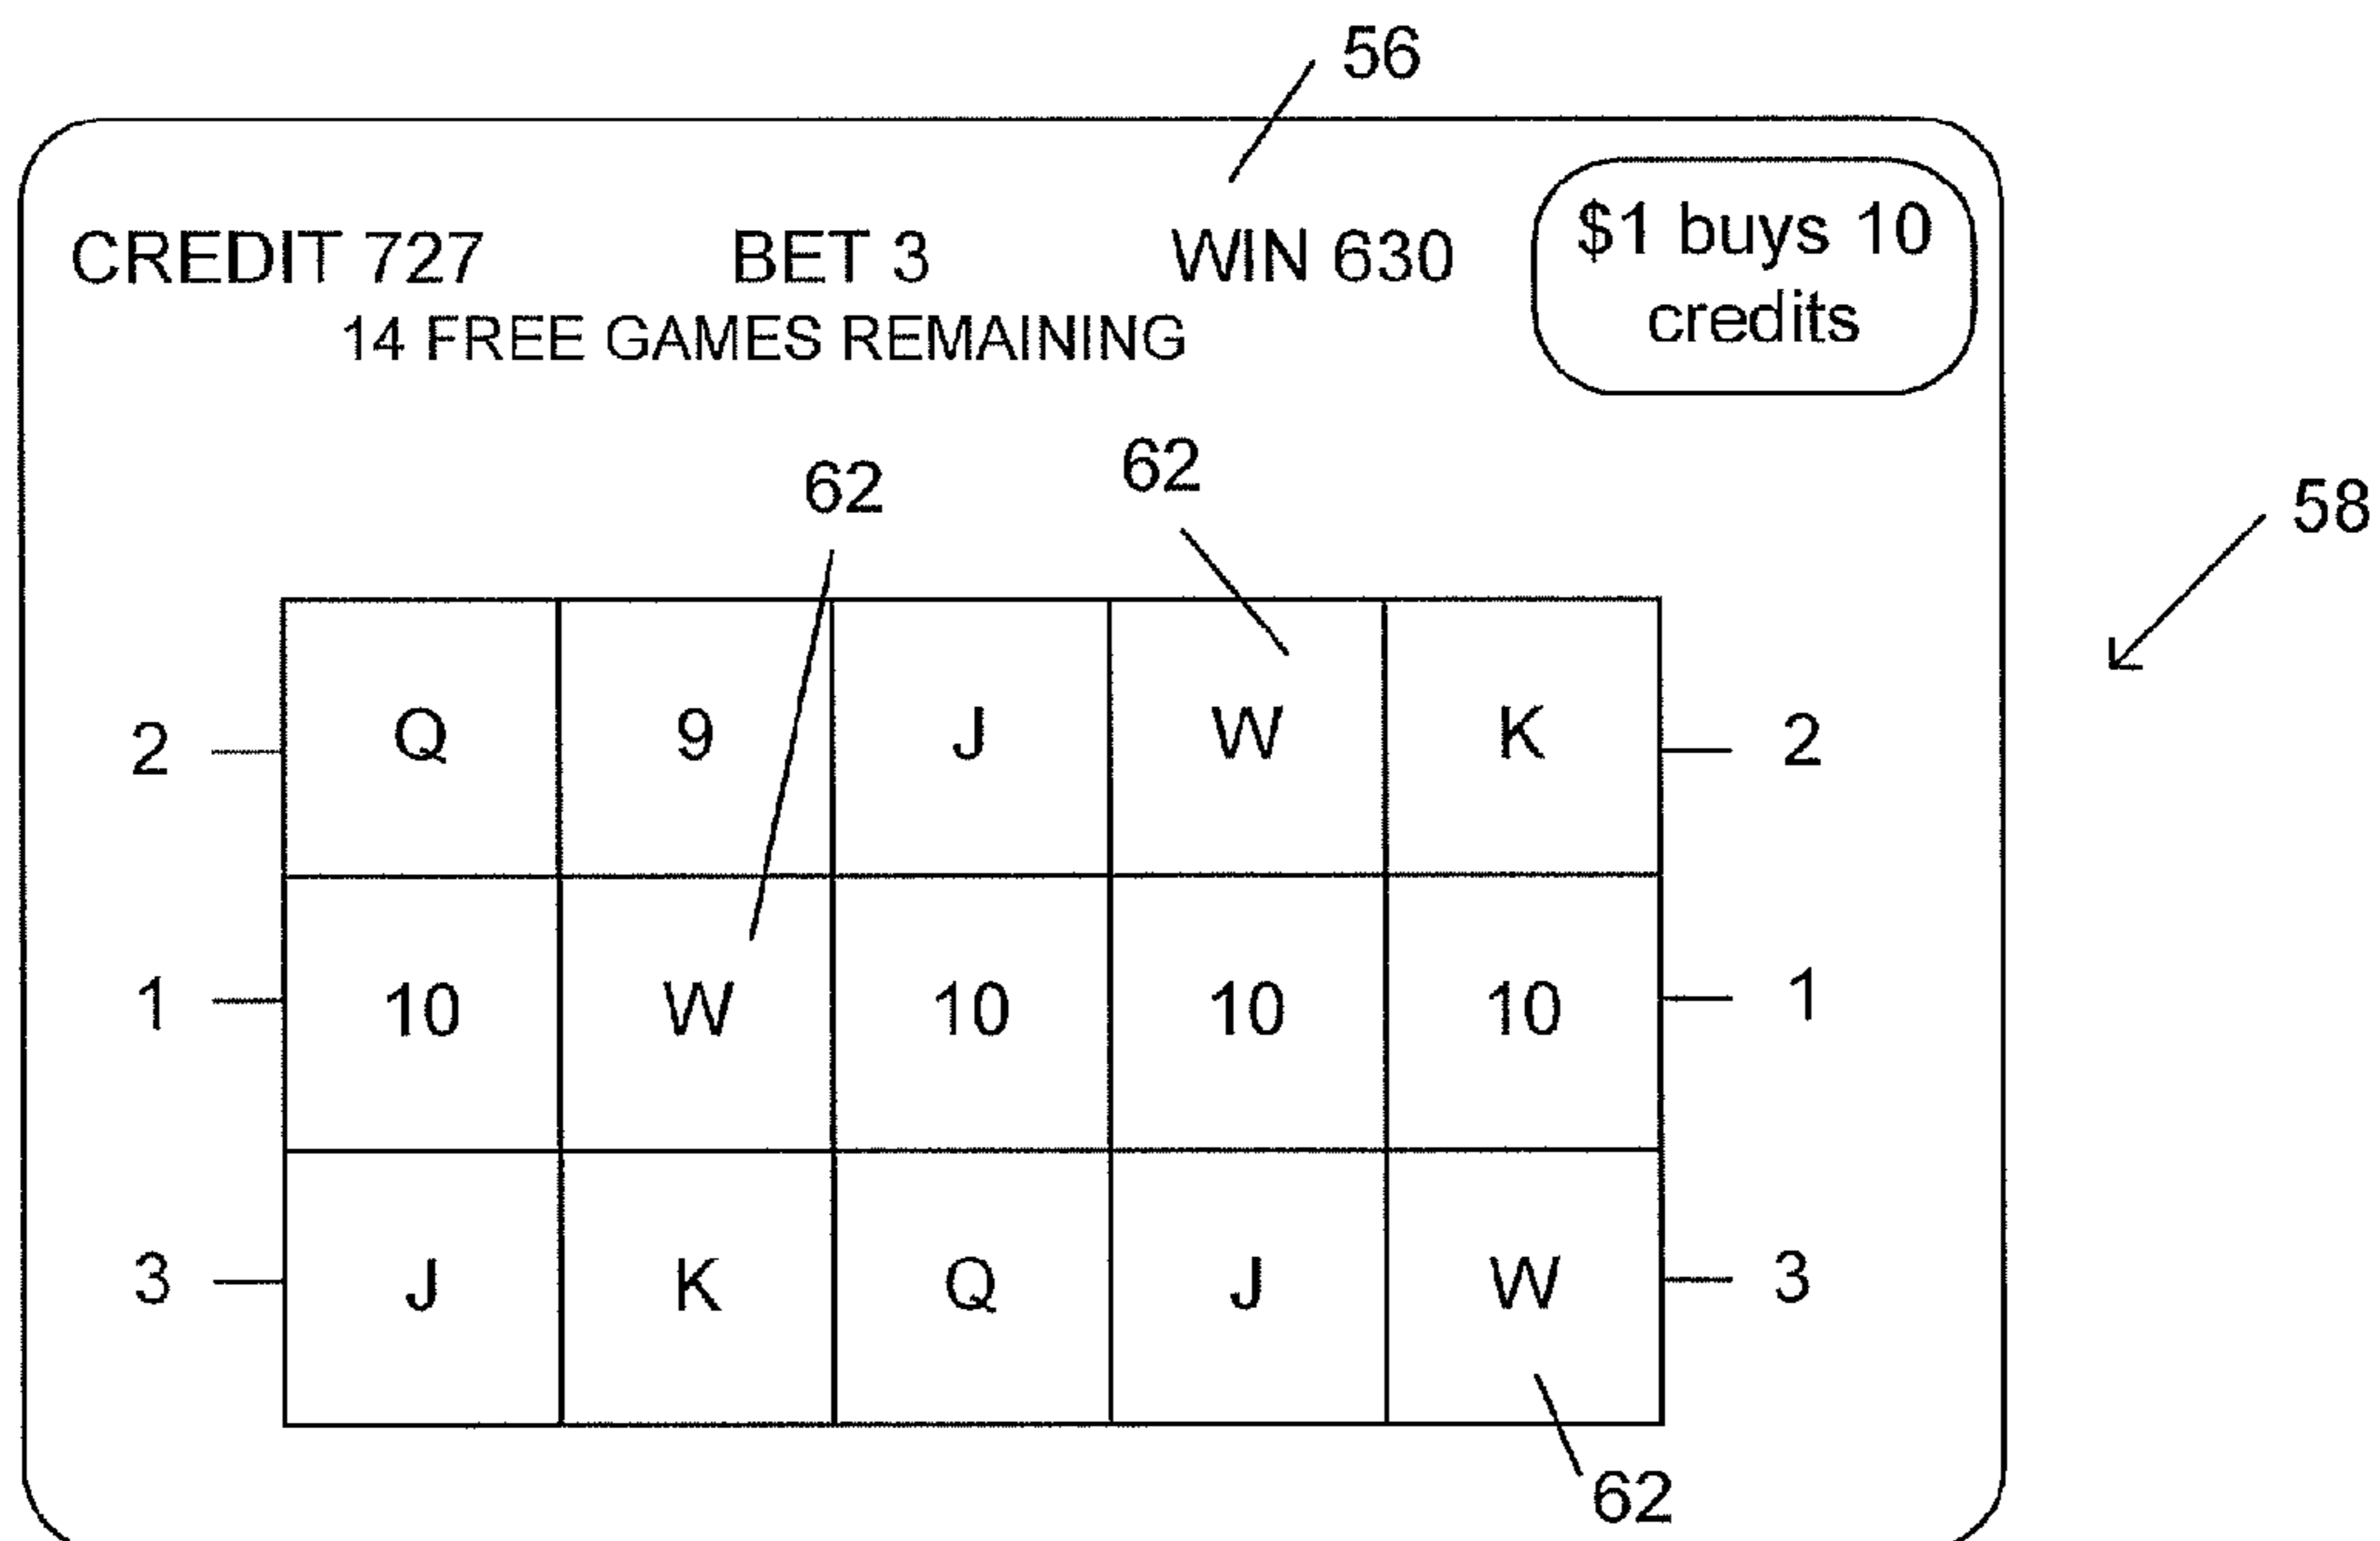 56
$1 buys 10
credits
CREDIT 727 BET 3 WIN 630
14 FREE GAMES REMAINING
62 62
58
2 Q 9 J W K 2
1 10 W 10 10 10 1
3 J K Q J W 3
62